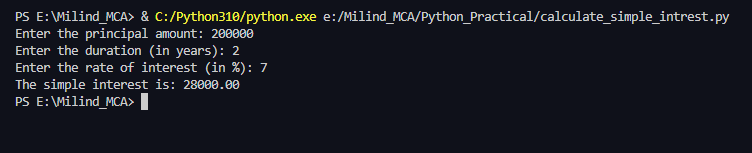 PS E:\Milind_MCA> & C:/Python310/python.exe e:/Milind_MCA/Python_Practical/calculate_simple_intrest.py
Enter the principal amount: 200000
Enter the duration (in years): 2
Enter the rate of interest (in %): 7
The simple interest is: 28000.00
PS E:\Milind_MCA>